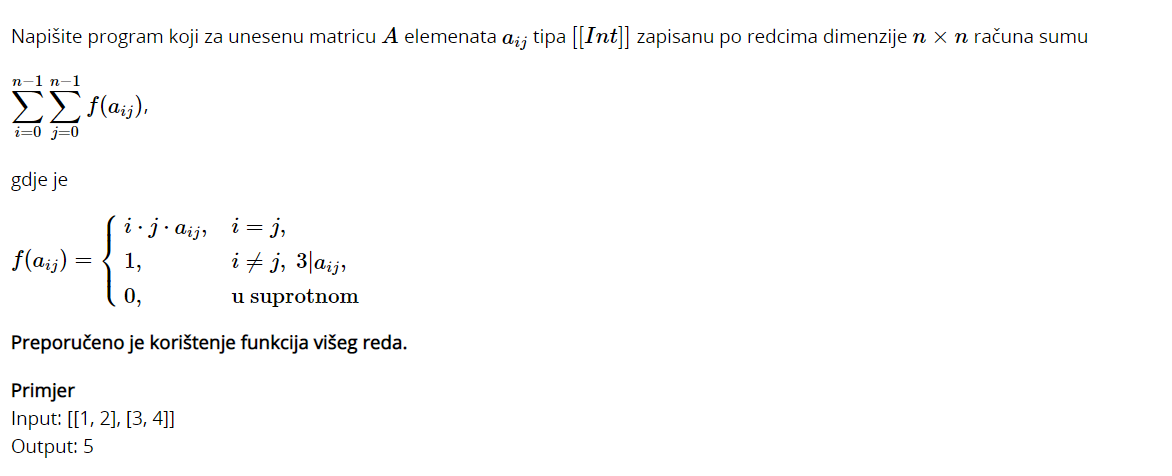 Napišite program koji za unesenu matricu A elemenata a_{ij} tipa [[Int]] zapisanu po redcima dimenzije n × n računa sumu
\sum_{i=0}^{n-1} \sum_{j=0}^{n-1} f(a_{ij}),
gdje je
f(a_{ij}) = \begin{cases} i \cdot j \cdot a_{ij}, & i = j, \\ 1, & i \neq j, \ 3|a_{ij}, \\ 0, & \text{u suprotnom} \end{cases}
Preporučeno je korištenje funkcija višeg reda.
Primjer
Input: [[1, 2], [3, 4]]
Output: 5